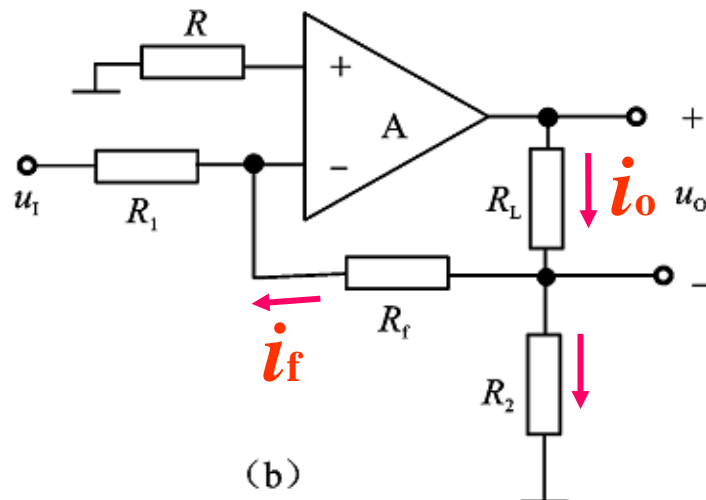 R
+
A
+
−
u_I
R_1
R_L
i_o
u_O
−
R_f
i_f
R_2
（b）